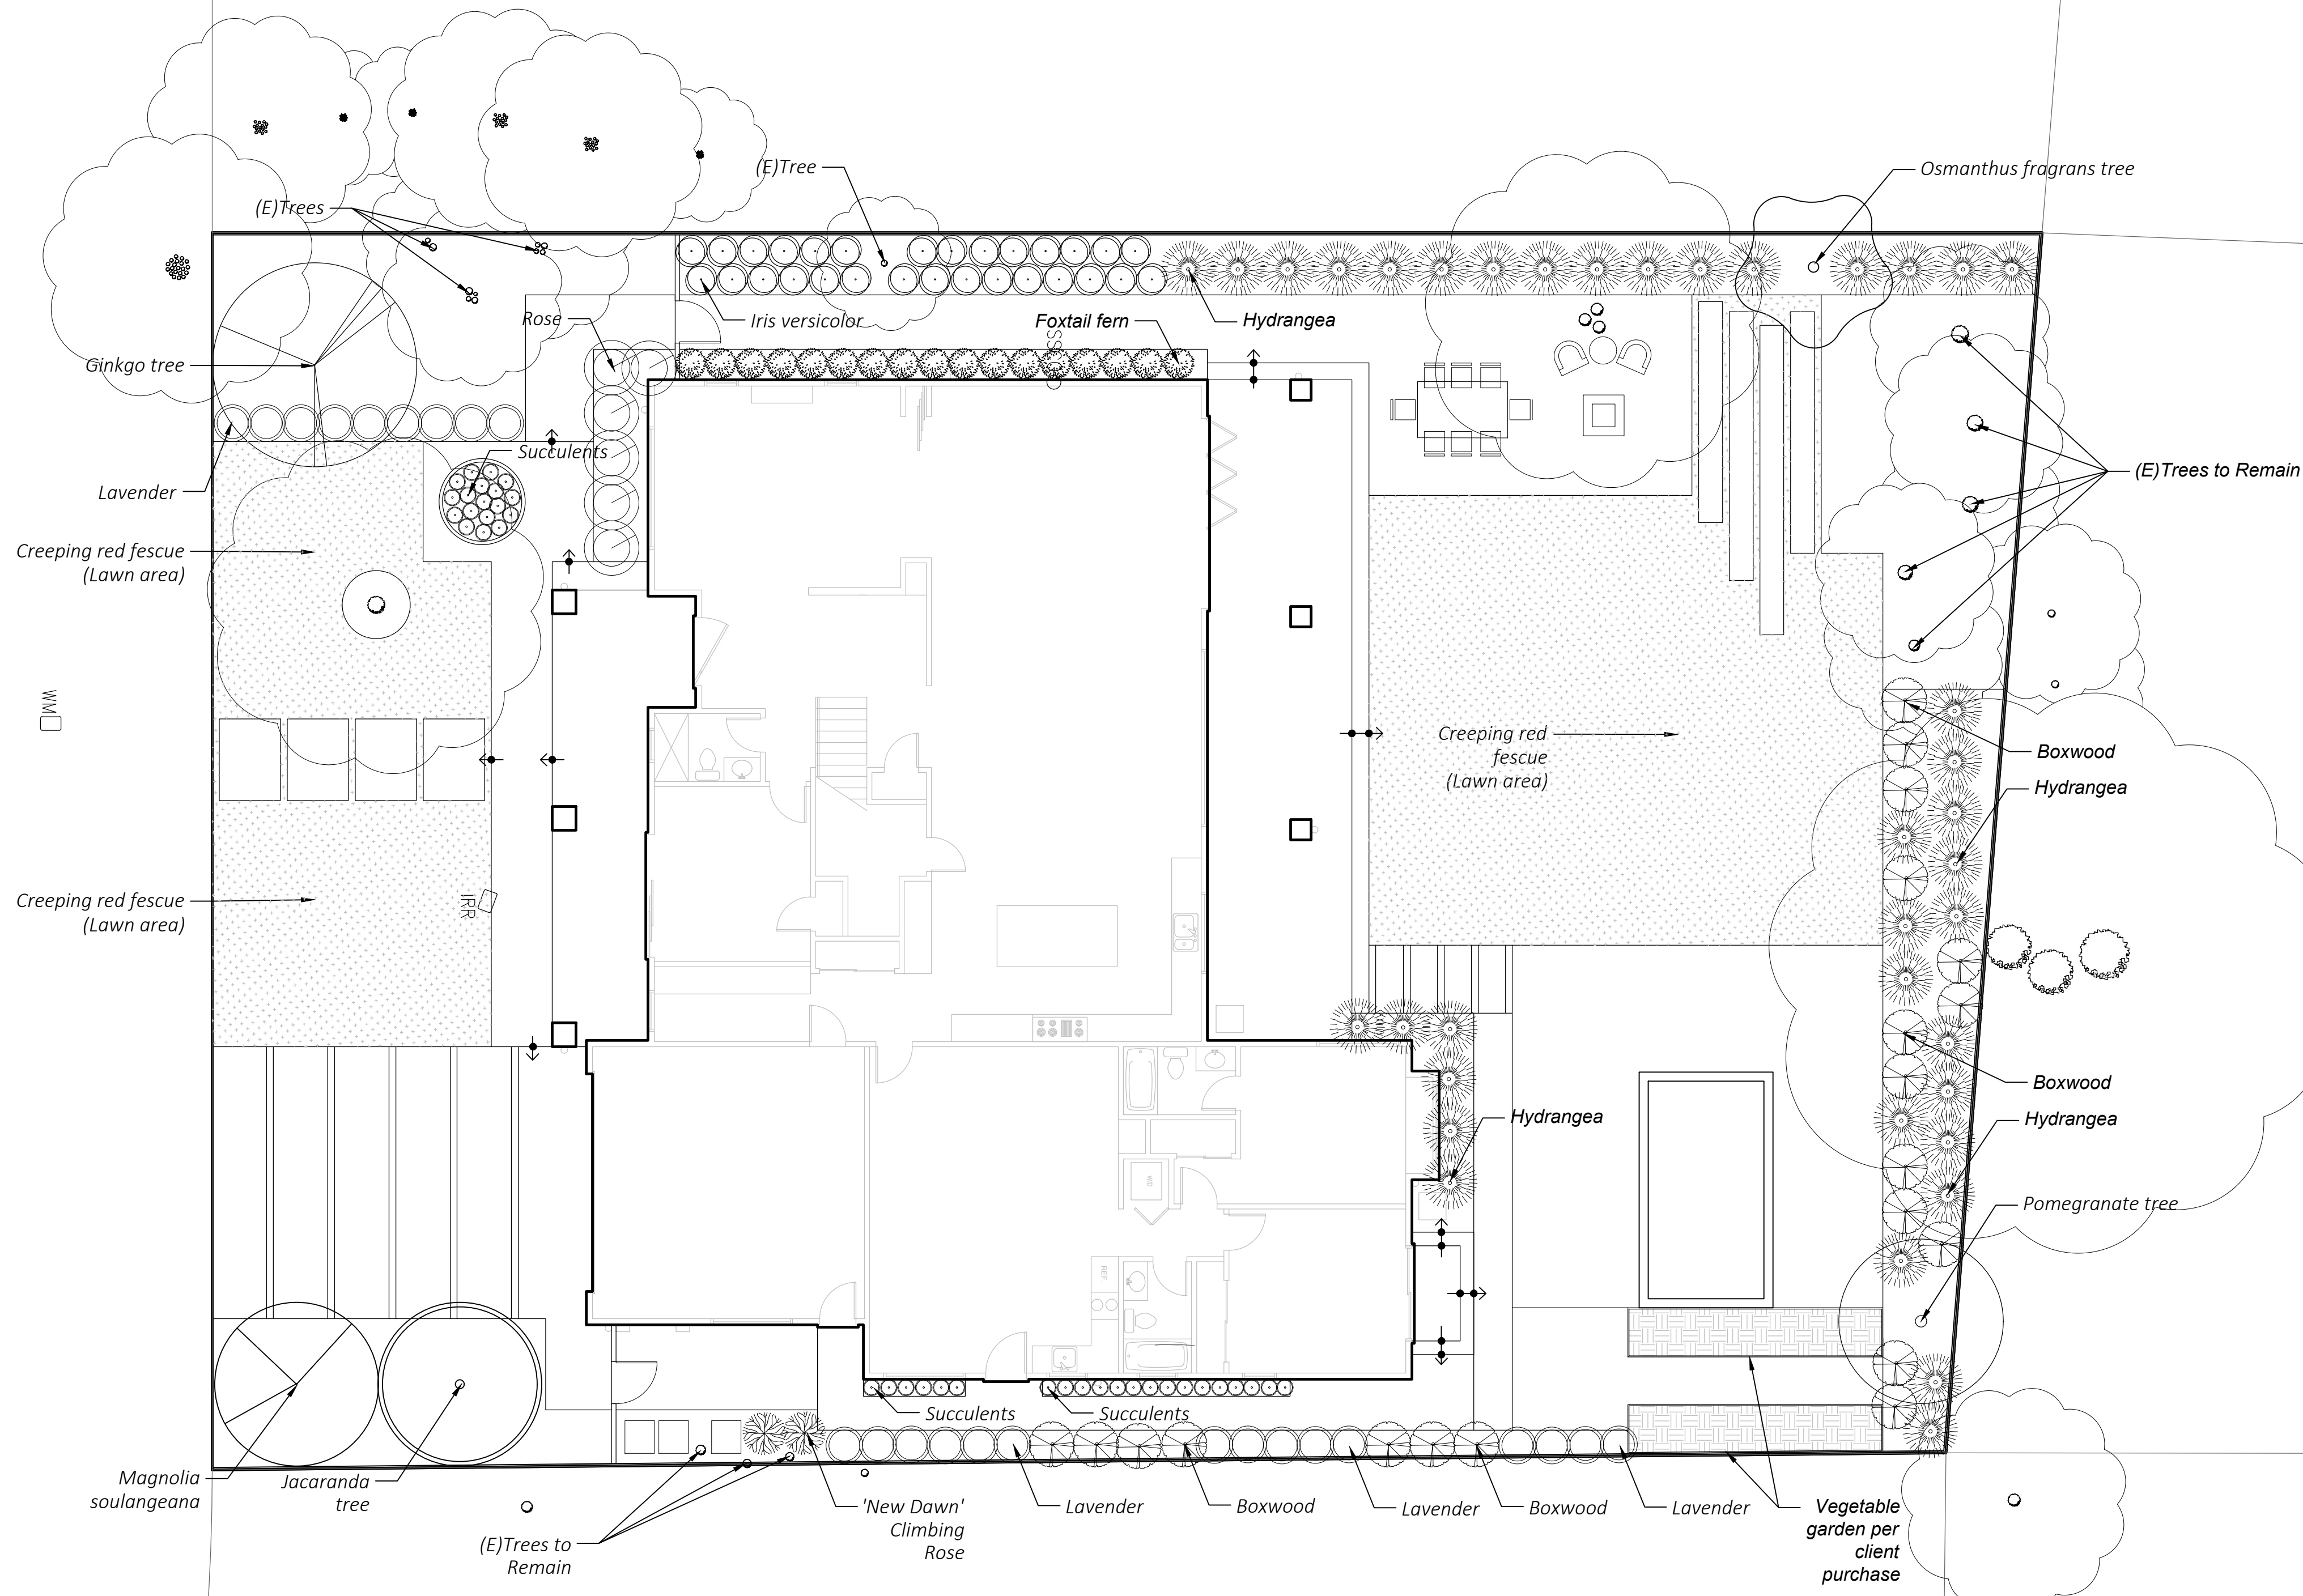 (E)Tree
Osmanthus fragrans tree
(E)Trees
Rose
Iris versicolor
Foxtail fern
Hydrangea
Ginkgo tree
Succulents
(E)Trees to Remain
Lavender
Creeping red fescue
(Lawn area)
WM
Creeping red
fescue
(Lawn area)
Boxwood
Hydrangea
Creeping red fescue
(Lawn area)
IRR
Boxwood
Hydrangea
Hydrangea
W/D
Pomegranate tree
REF.
Succulents
Succulents
Magnolia
soulangeana
Jacaranda
tree
(E)Trees to
Remain
'New Dawn'
Climbing
Rose
Lavender
Boxwood
Lavender
Boxwood
Lavender
Vegetable
garden per
client
purchase